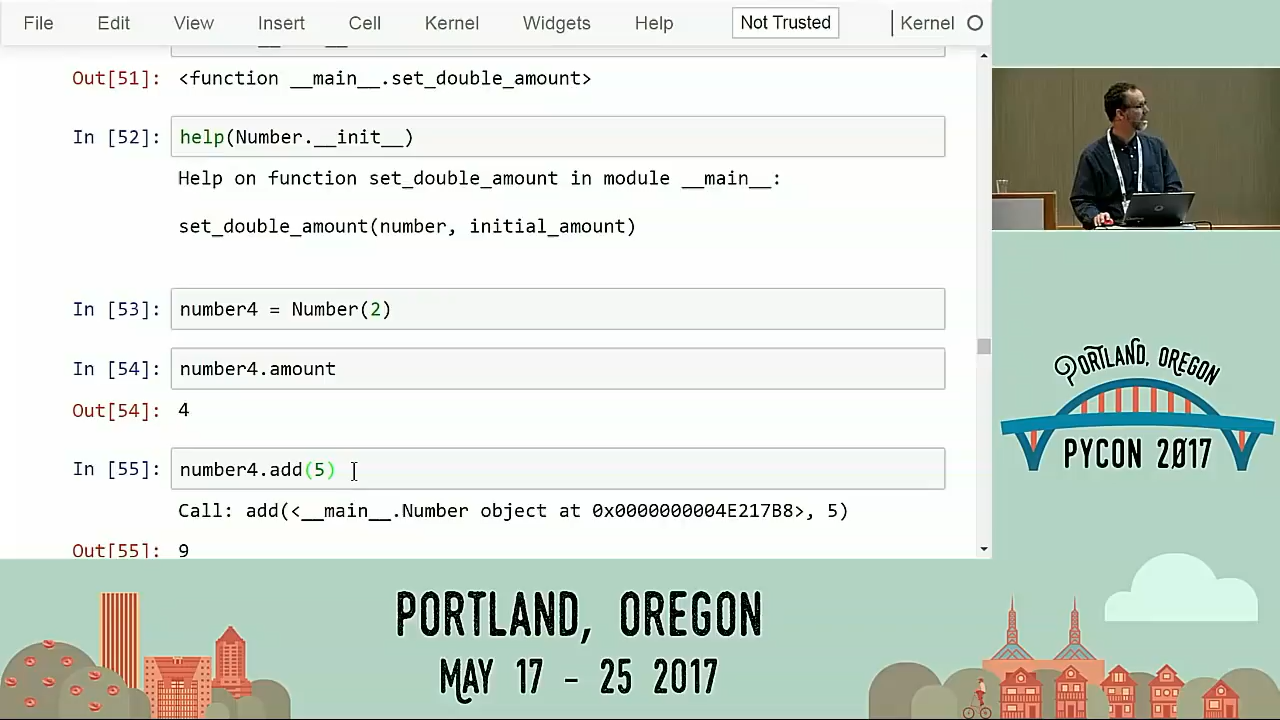 File Edit View Insert Cell Kernel Widgets Help Not Trusted Kernel
Out[51]: <function __main__.set_double_amount>
In [52]: help(Number.__init__)
Help on function set_double_amount in module __main__:
set_double_amount(number, initial_amount)
In [53]: number4 = Number(2)
In [54]: number4.amount
Out[54]: 4
In [55]: number4.add(5)
Call: add(<__main__.Number object at 0x0000000004E217B8>, 5)
Out[55]: 9
PORTLAND, OREGON
PYCON 2017
PORTLAND, OREGON
MAY 17 - 25 2017